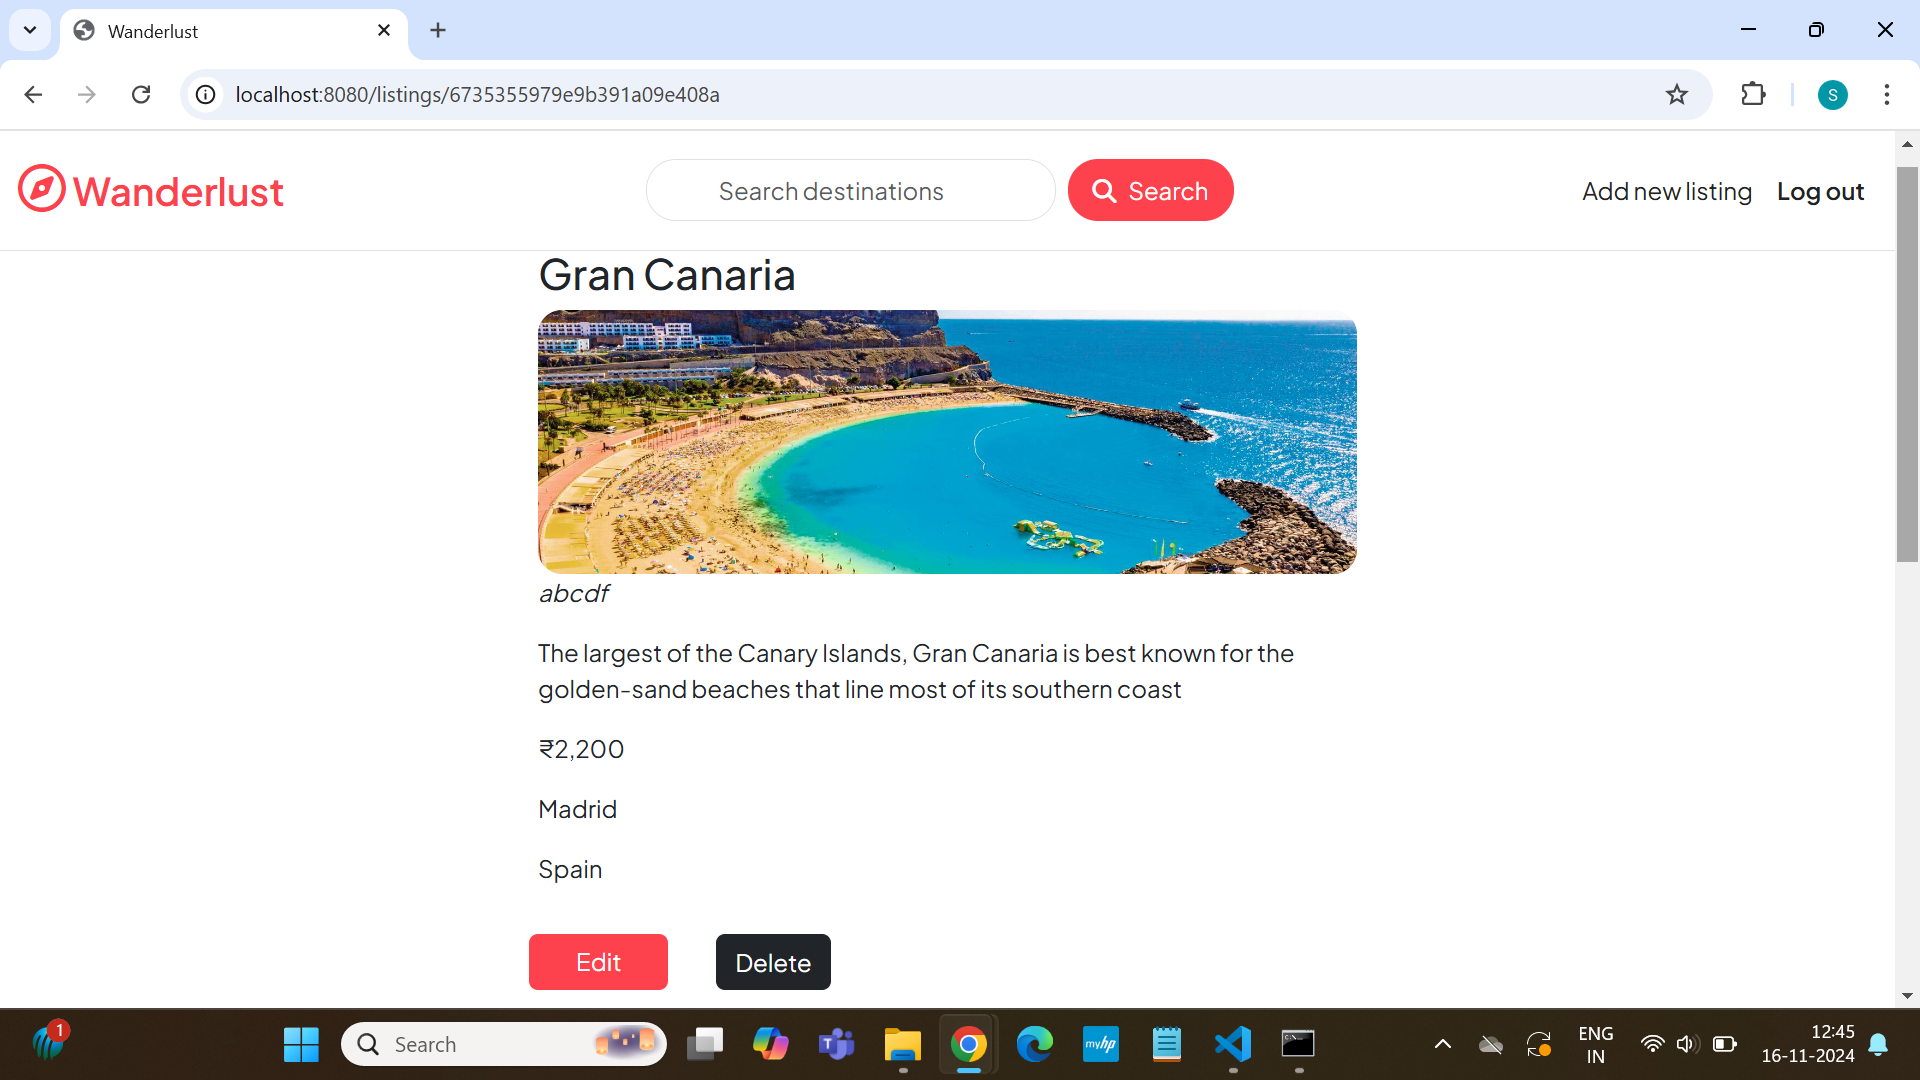 Wanderlust
localhost:8080/listings/6735355979e9b391a09e408a
S
Wanderlust
Search destinations
Search
Add new listing
Log out
Gran Canaria
abcdf
The largest of the Canary Islands, Gran Canaria is best known for the
golden-sand beaches that line most of its southern coast
₹2,200
Madrid
Spain
Edit
Delete
1
Search
T
myhp
C:\_
ENG
IN
12:45
16-11-2024